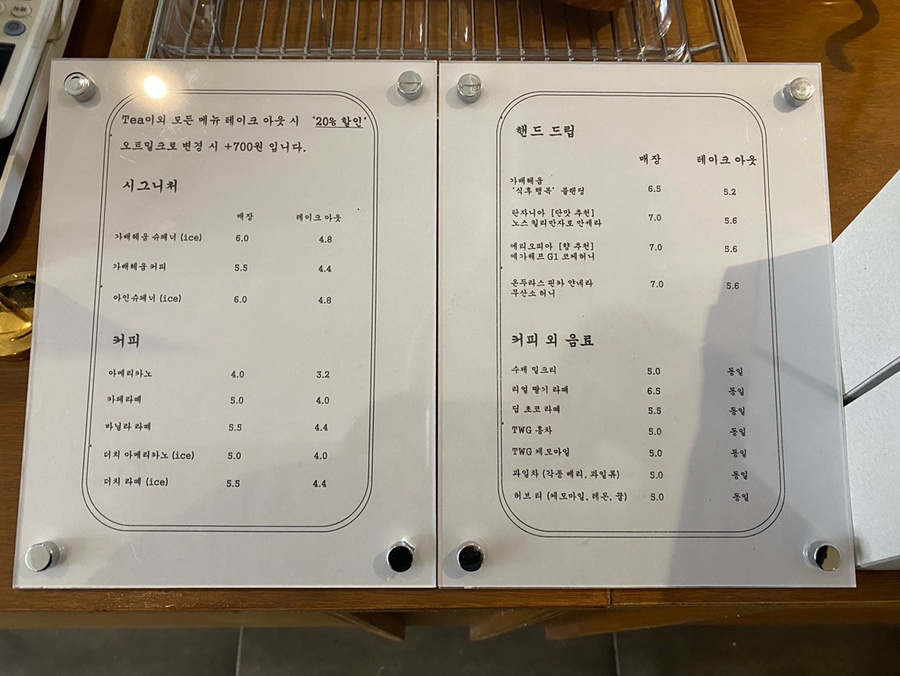 Tea이외 모든 메뉴 테이크 아웃 시 '20% 할인'
오트밀크로 변경 시 +700원 입니다.
시그니처
매장 테이크 아웃
가배혜윰 슈페너 (ice) 6.0 4.8
가배혜윰 커피 5.5 4.4
아인슈페너 (ice) 6.0 4.8
커피
아메리카노 4.0 3.2
카페라떼 5.0 4.0
바닐라 라떼 5.5 4.4
더치 아메리카노 (ice) 5.0 4.0
더치 라떼 (ice) 5.5 4.4
핸드 드립
매장 테이크 아웃
가배혜윰
'식후 행복' 블랜딩 6.5 5.2
탄자니아 [단맛 추천]
노스 킬리만자로 만세라 7.0 5.6
에티오피아 [향 추천]
예가체프 G1 코케허니 7.0 5.6
온두라스 핀카 얀네라
무산소 허니 7.0 5.6
커피 외 음료
수제 밀크티 5.0 동일
리얼 딸기 라떼 6.5 동일
딥 초코 라떼 5.5 동일
TWG 홍차 5.0 동일
TWG 캐모마일 5.0 동일
과일차 (각종 베리, 과일류) 5.0 동일
허브 티 (케모마일, 레몬, 귤) 5.0 동일